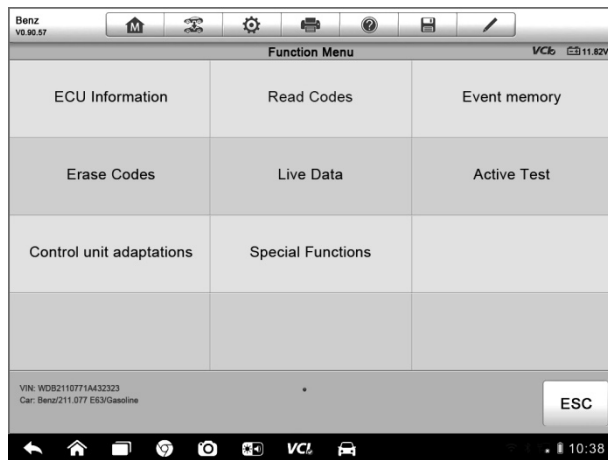 Benz
V0.90.57
M
Function Menu
VCI 11.82V
ECU Information
Read Codes
Event memory
Erase Codes
Live Data
Active Test
Control unit adaptations
Special Functions
VIN: WDB2110771A432323
Car: Benz/211.077 E63/Gasoline
ESC
VCI
10:38